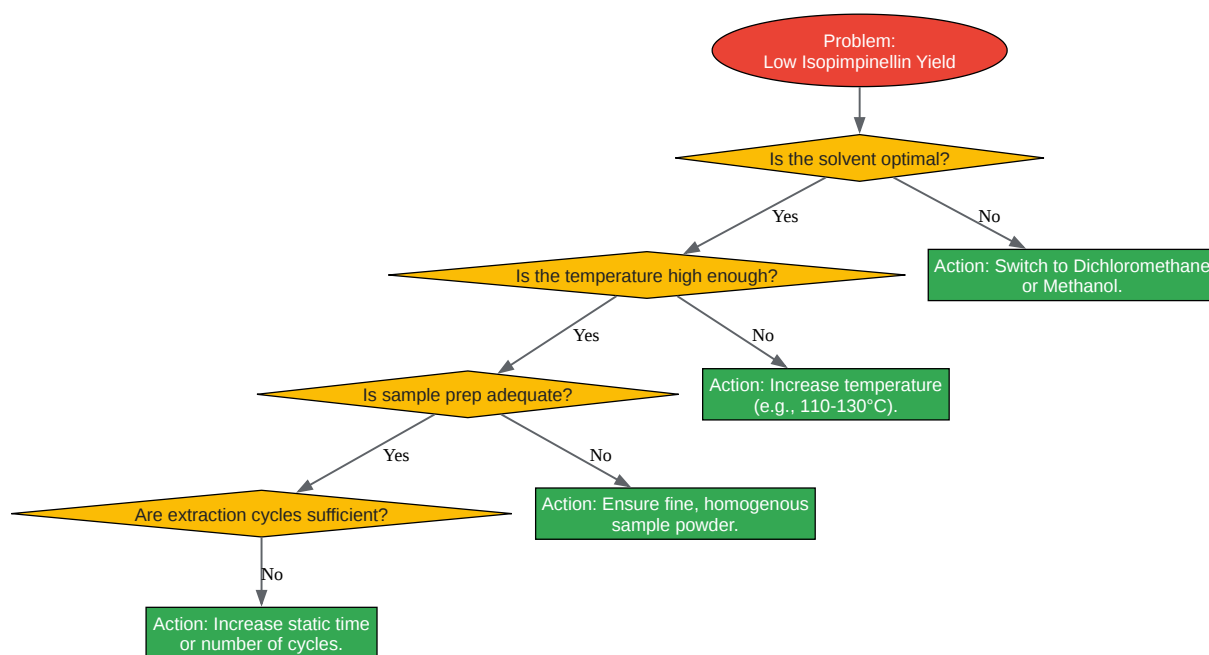 Problem:
Low Isopimpinellin Yield
Is the solvent optimal?
Yes
No
Is the temperature high enough?
Action: Switch to Dichloromethane
or Methanol.
Yes
No
Is sample prep adequate?
Action: Increase temperature
(e.g., 110-130°C).
Yes
No
Are extraction cycles sufficient?
Action: Ensure fine, homogenous
sample powder.
No
Action: Increase static time
or number of cycles.